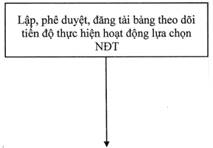 Lập, phê duyệt, đăng tải bảng theo dõi
tiến độ thực hiện hoạt động lựa chọn
NĐT